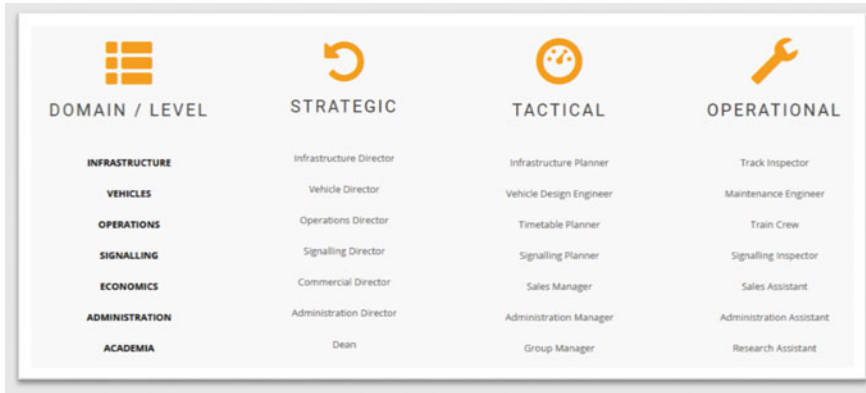 DOMAIN / LEVEL STRATEGIC TACTICAL OPERATIONAL
INFRASTRUCTURE Infrastructure Director Infrastructure Planner Track Inspector
VEHICLES Vehicle Director Vehicle Design Engineer Maintenance Engineer
OPERATIONS Operations Director Timetable Planner Train Crew
SIGNALLING Signalling Director Signalling Planner Signalling Inspector
ECONOMICS Commercial Director Sales Manager Sales Assistant
ADMINISTRATION Administration Director Administration Manager Administration Assistant
ACADEMIA Dean Group Manager Research Assistant